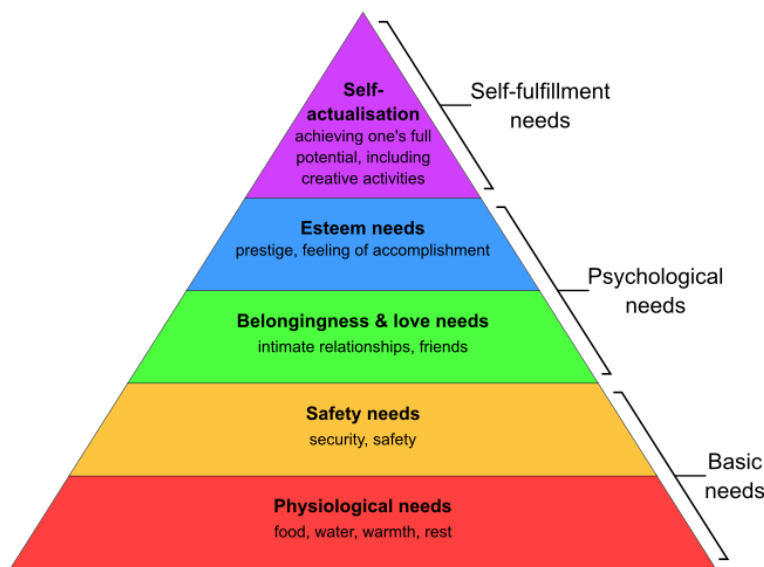 Self-
actualisation
achieving one's full
potential, including
creative activities
Self-fulfillment
needs
Esteem needs
prestige, feeling of accomplishment
Psychological
needs
Belongingness & love needs
intimate relationships, friends
Safety needs
security, safety
Basic
needs
Physiological needs
food, water, warmth, rest